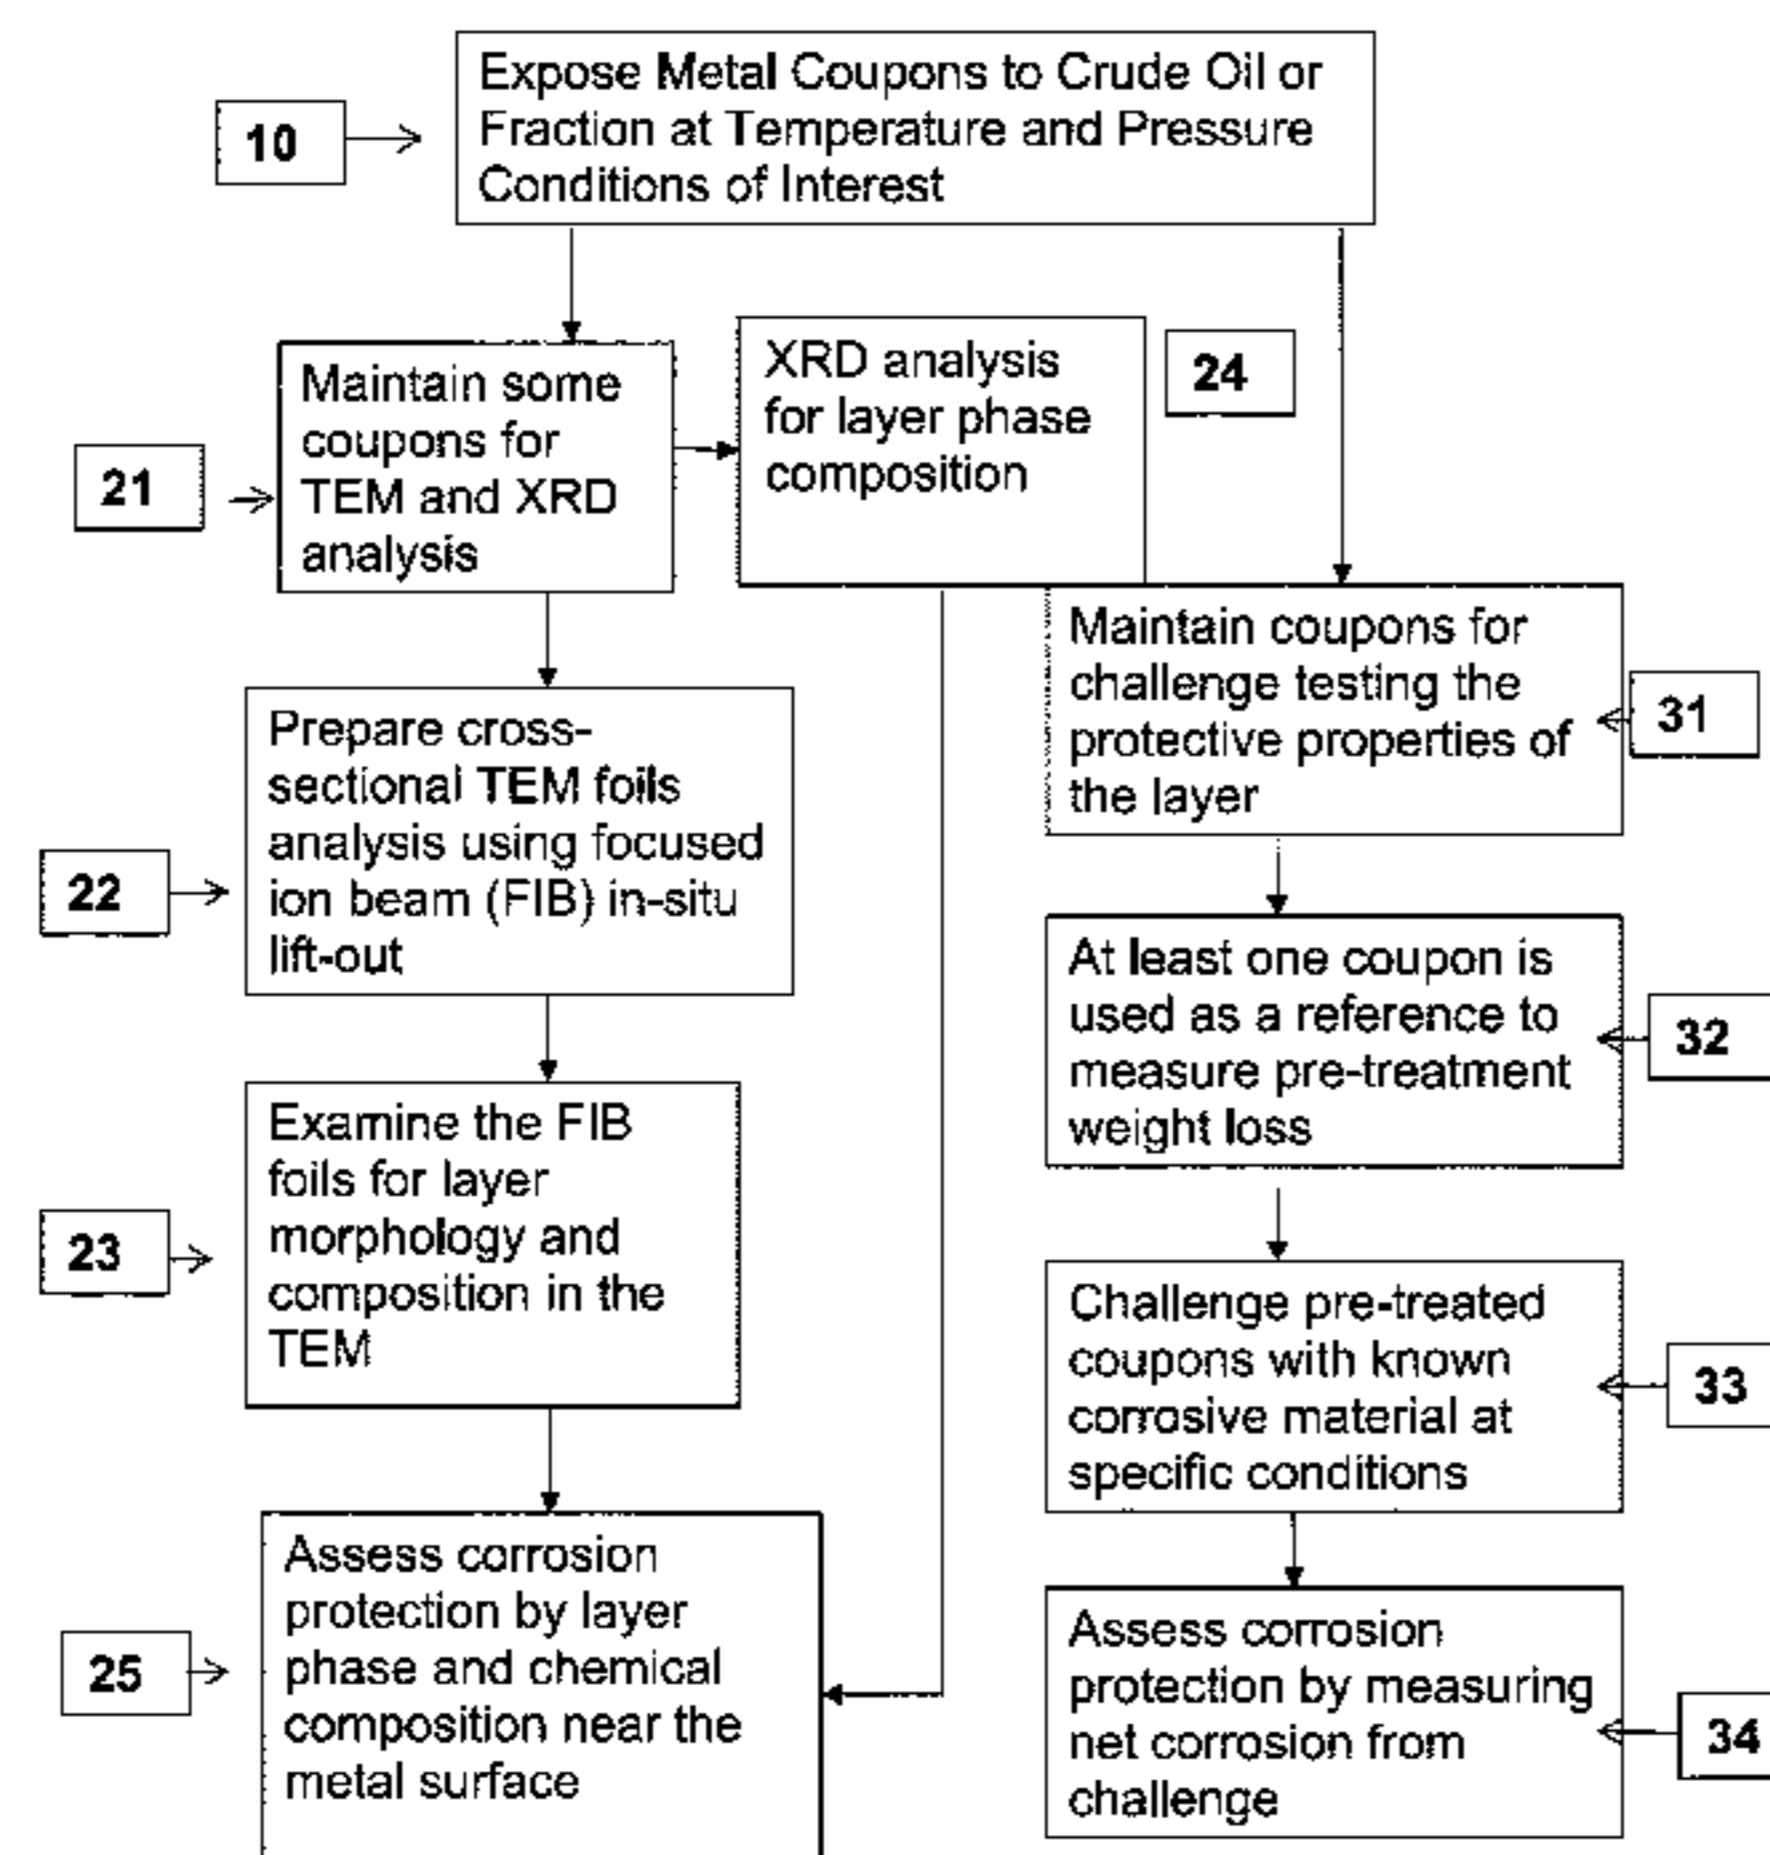 10
Expose Metal Coupons to Crude Oil or
Fraction at Temperature and Pressure
Conditions of Interest
21
Maintain some
coupons for
TEM and XRD
analysis
XRD analysis
for layer phase
composition
24
22
Prepare cross-
sectional TEM foils
analysis using focused
ion beam (FIB) in-situ
lift-out
23
Examine the FIB
foils for layer
morphology and
composition in the
TEM
25
Assess corrosion
protection by layer
phase and chemical
composition near the
metal surface
Maintain coupons for
challenge testing the
protective properties of
the layer
31
At least one coupon is
used as a reference to
measure pre-treatment
weight loss
32
Challenge pre-treated
coupons with known
corrosive material at
specific conditions
33
Assess corrosion
protection by measuring
net corrosion from
challenge
34